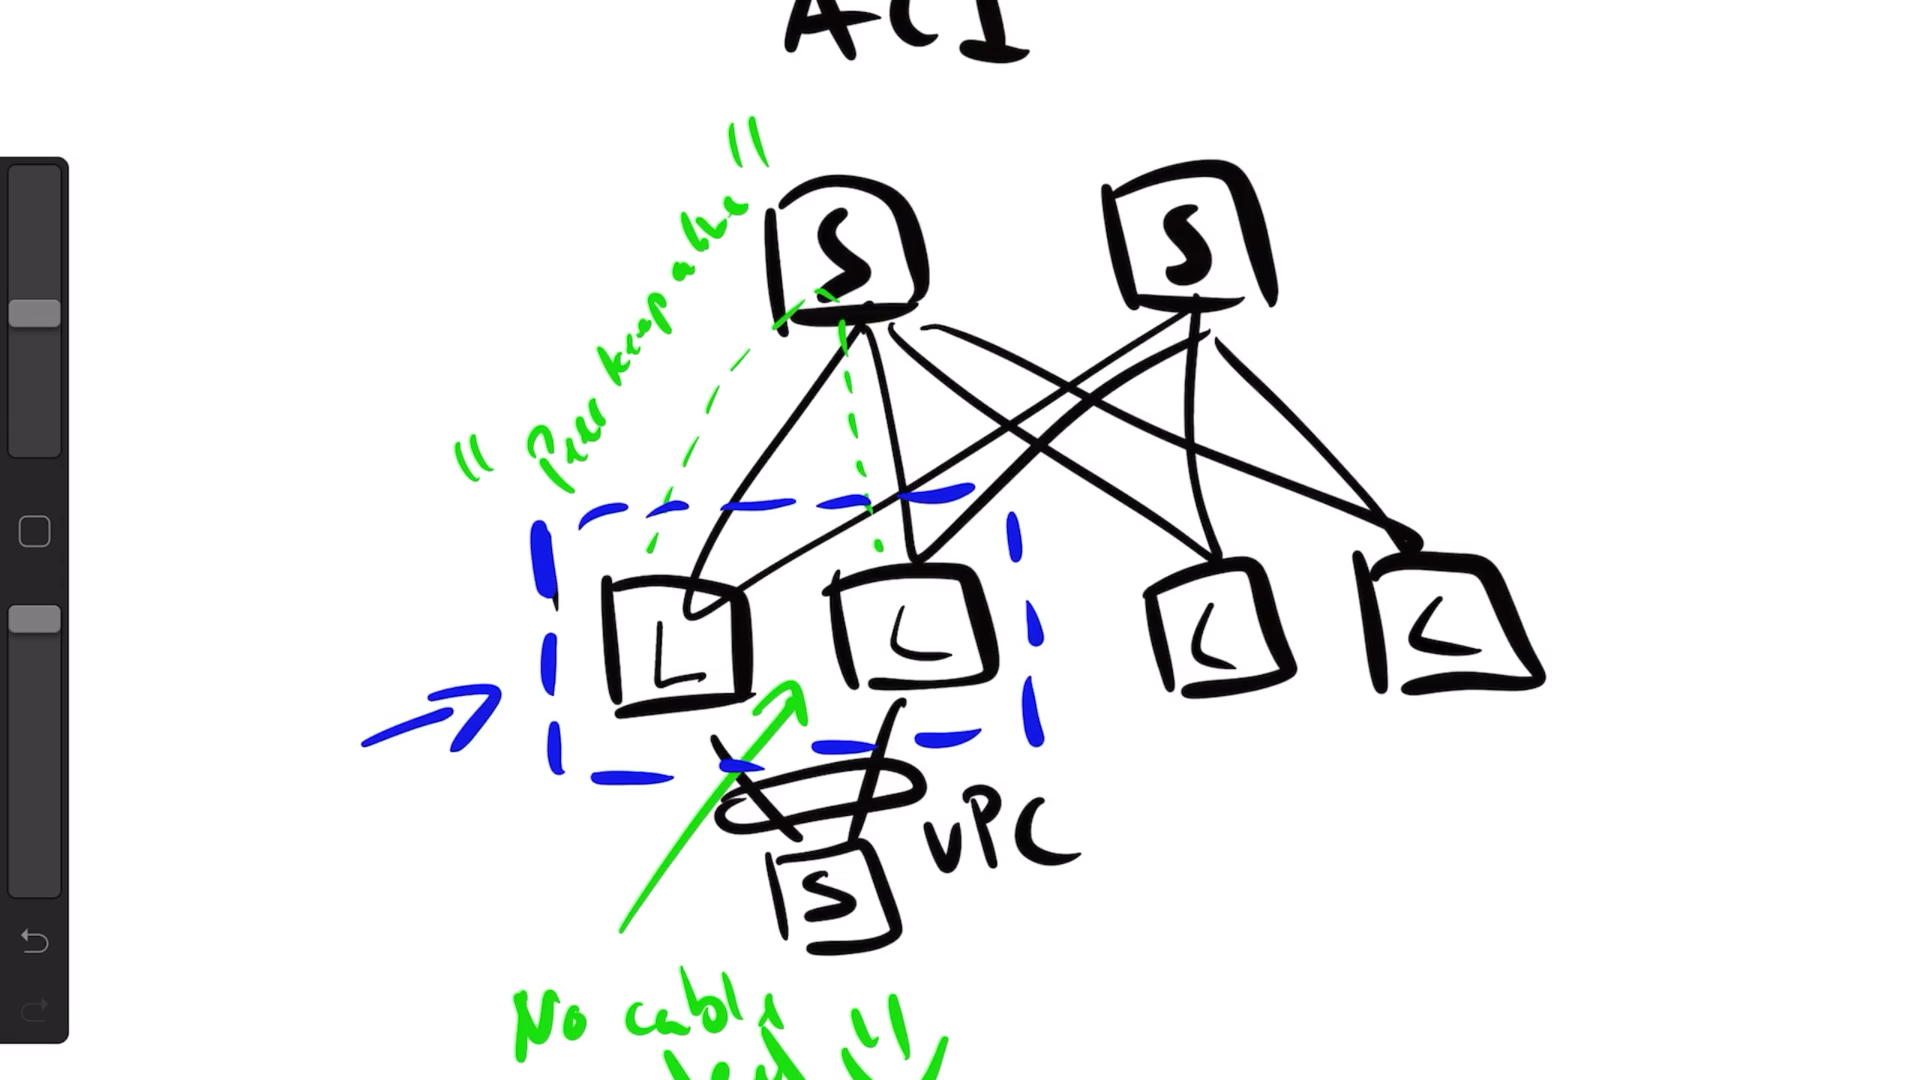 ACI
S S
" Peer keepalive "
L L L L
vPC
S
No cable